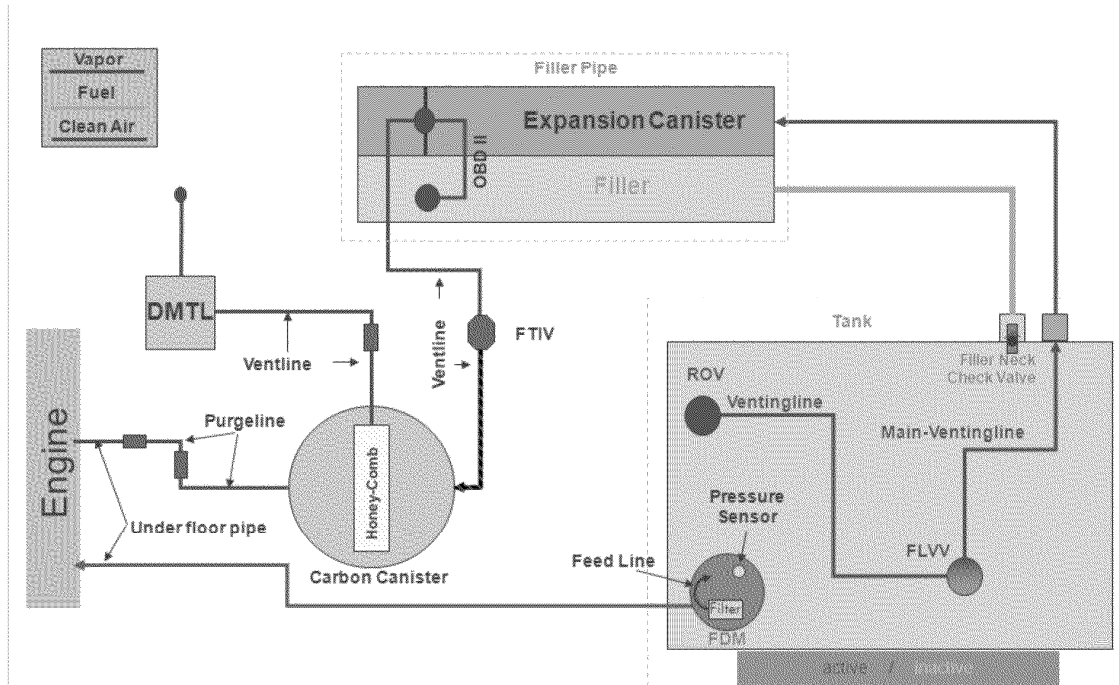 Vapor
Fuel
Clean Air
Filler Pipe
Expansion Canister
OBD II
Filler
DMTL
Ventline
Ventline
FTIV
Tank
Filler Neck
Check Valve
ROV
Ventingline
Main-Ventingline
Engine
Purgeline
Honey-Comb
Under floor pipe
Carbon Canister
Pressure
Sensor
Feed Line
FLVV
Filter
FDM
active / inactive